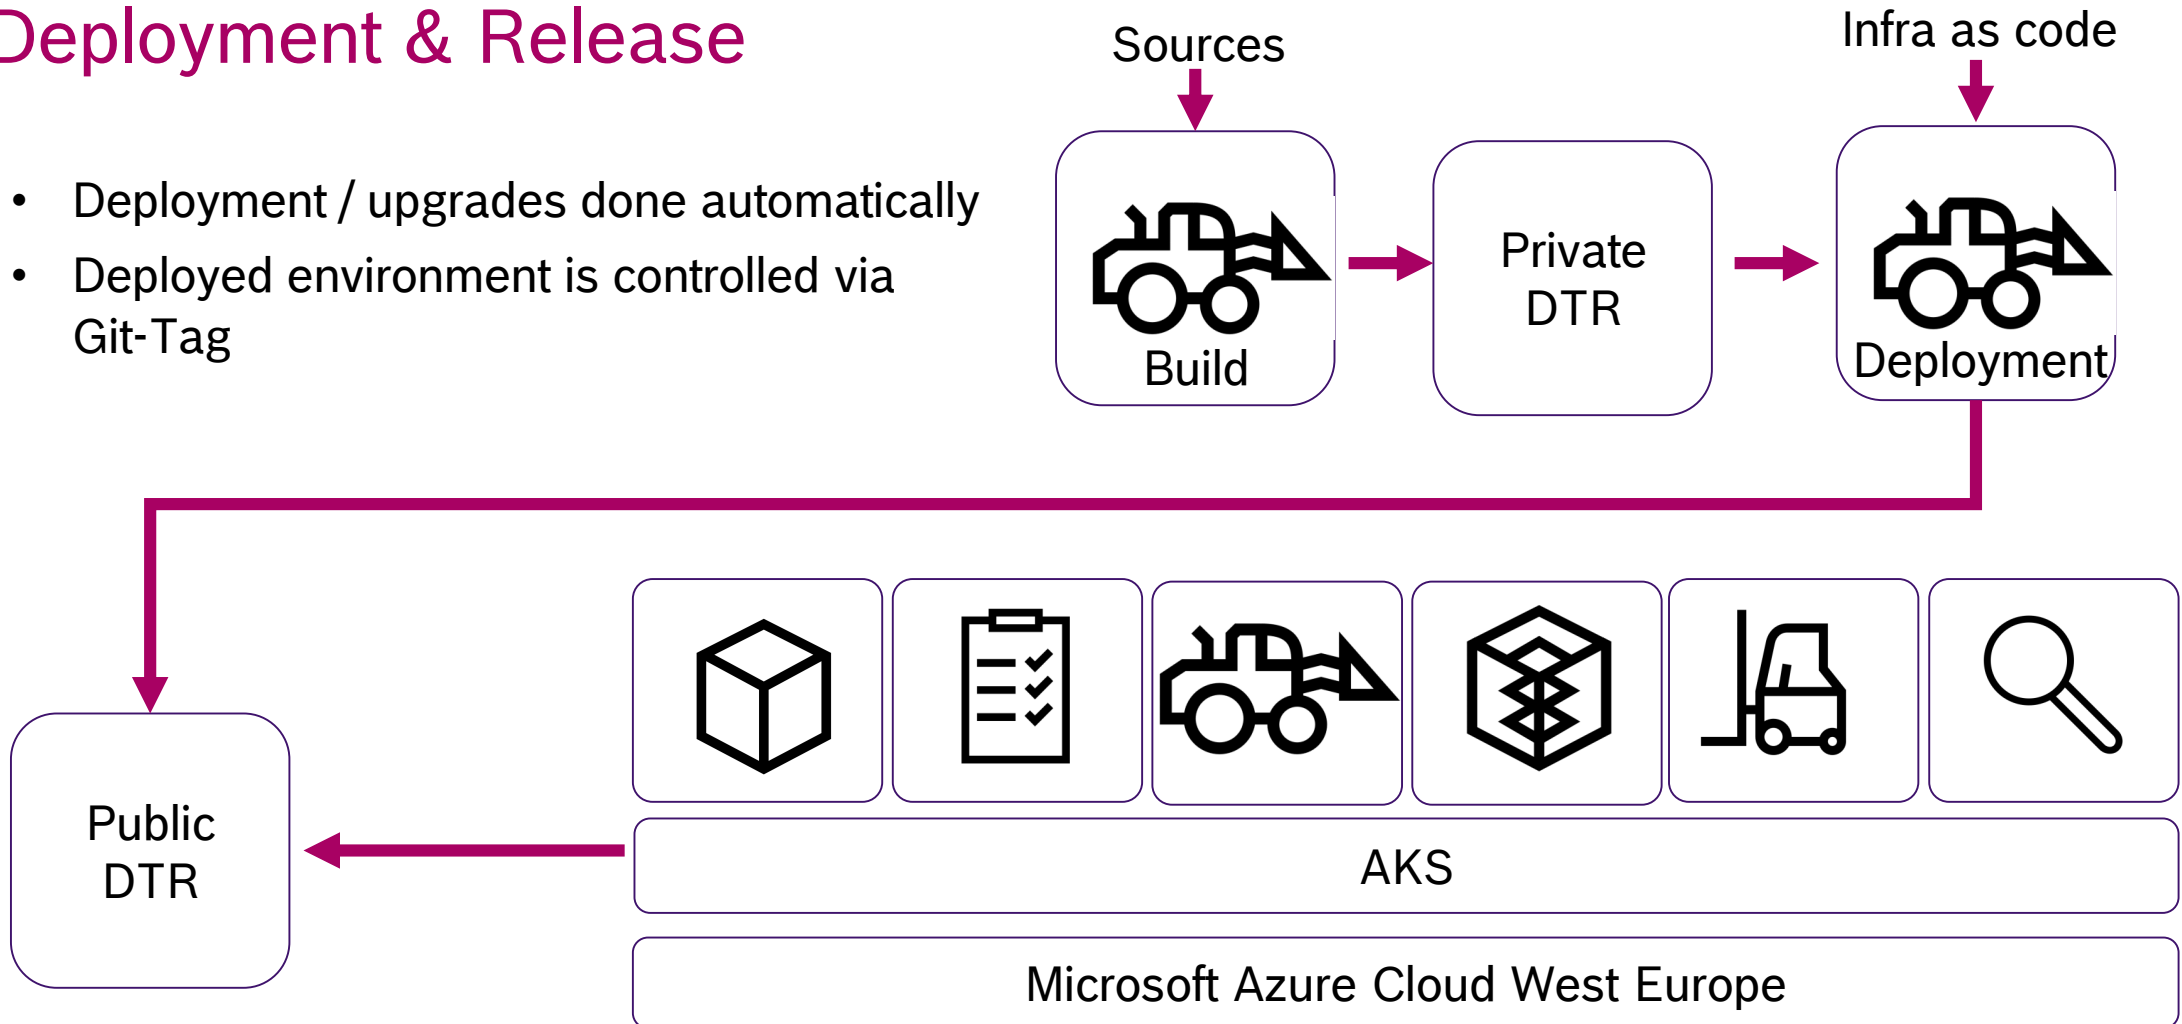 Deployment & Release
• Deployment / upgrades done automatically
• Deployed environment is controlled via
Git-Tag
Sources
Infra as code
Build
Private
DTR
Deployment
Public
DTR
AKS
Microsoft Azure Cloud West Europe